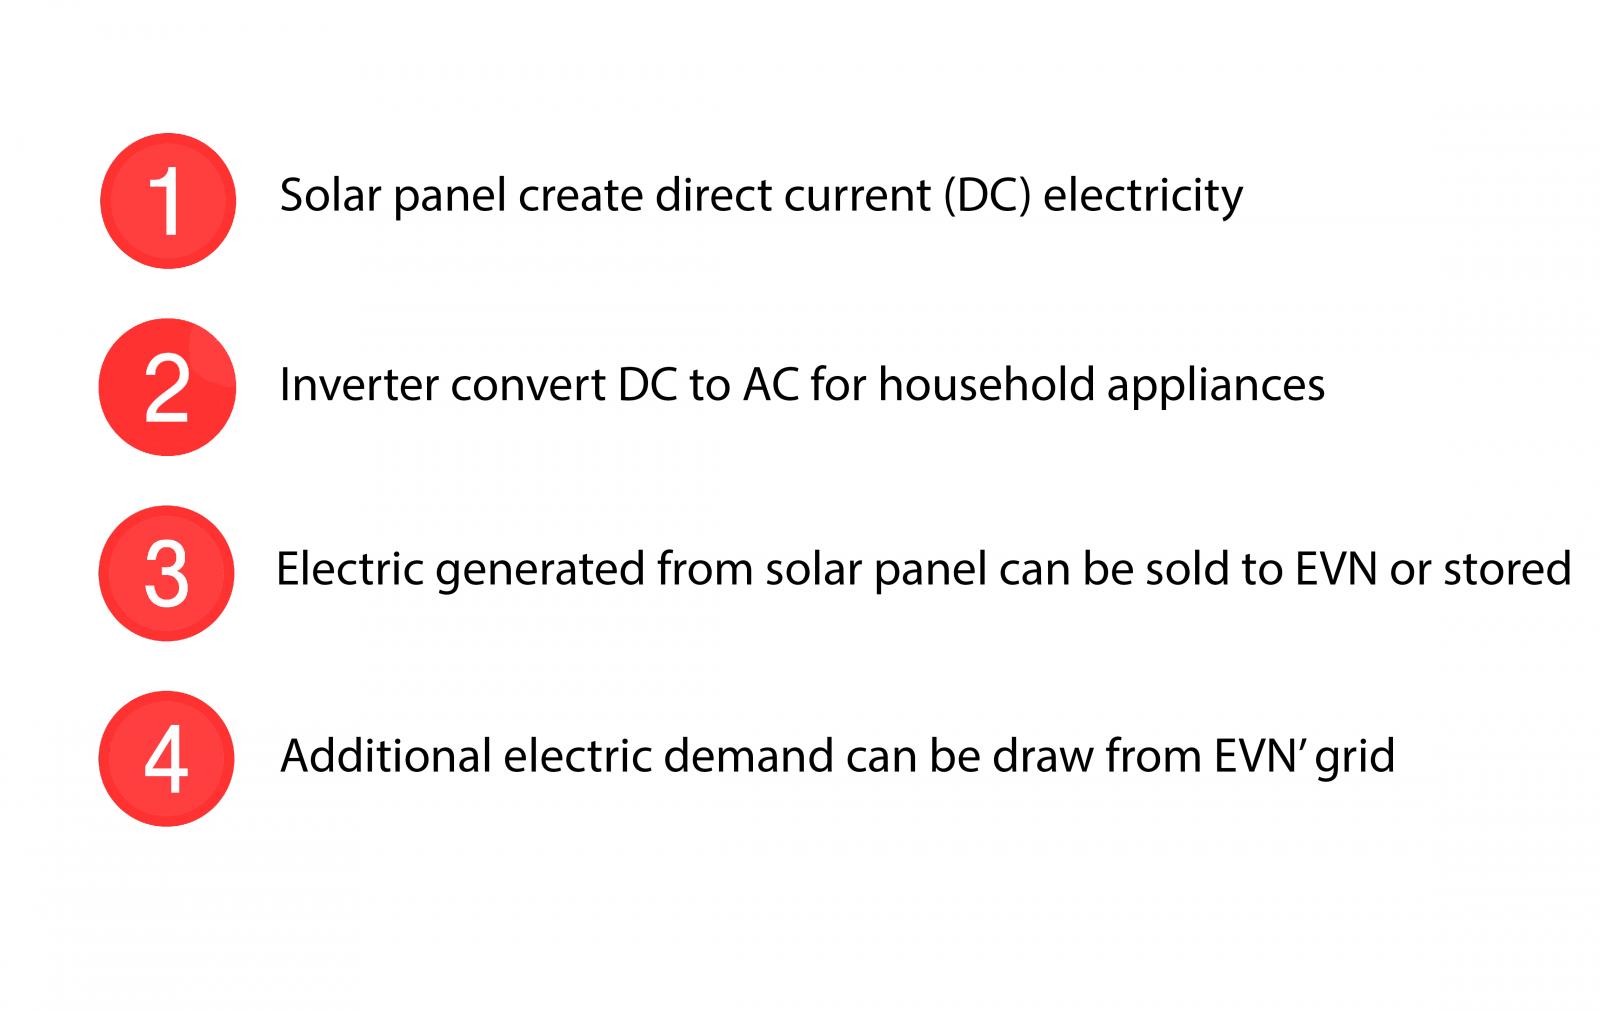 1 Solar panel create direct current (DC) electricity
2 Inverter convert DC to AC for household appliances
3 Electric generated from solar panel can be sold to EVN or stored
4 Additional electric demand can be draw from EVN’ grid